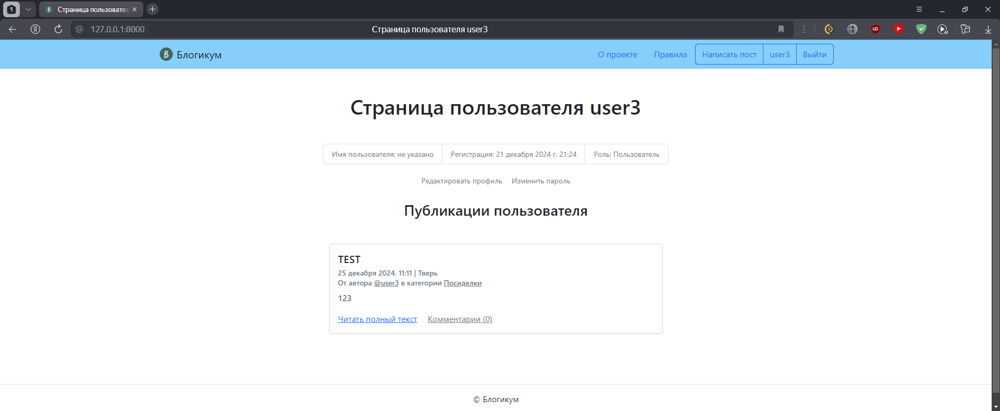 1
Страница пользовател
127.0.0.1:8000
Страница пользователя user3
B Блогикум
О проекте
Правила
Написать пост
user3
Выйти
Страница пользователя user3
Имя пользователя: не указано
Регистрация: 21 декабря 2024 г. 21:24
Роль: Пользователь
Редактировать профиль
Изменить пароль
Публикации пользователя
TEST
25 декабря 2024, 11:11 | Тверь
От автора @user3 в категории Посиделки
123
Читать полный текст
Комментарии (0)
© Блогикум